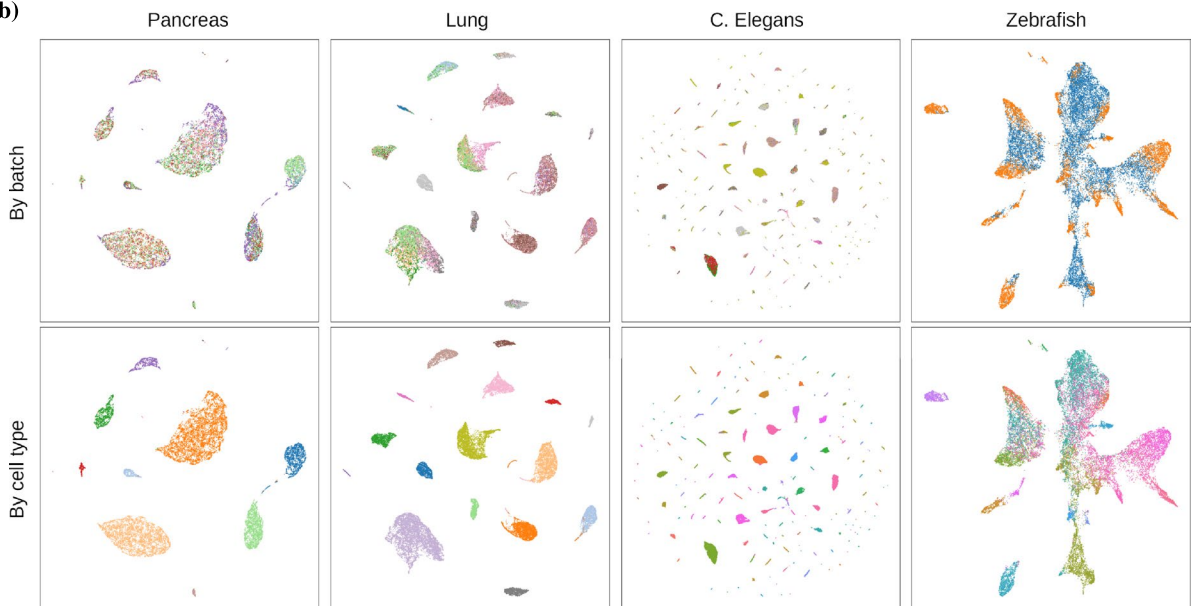 b)
Pancreas
Lung
C. Elegans
Zebrafish
By batch
By cell type